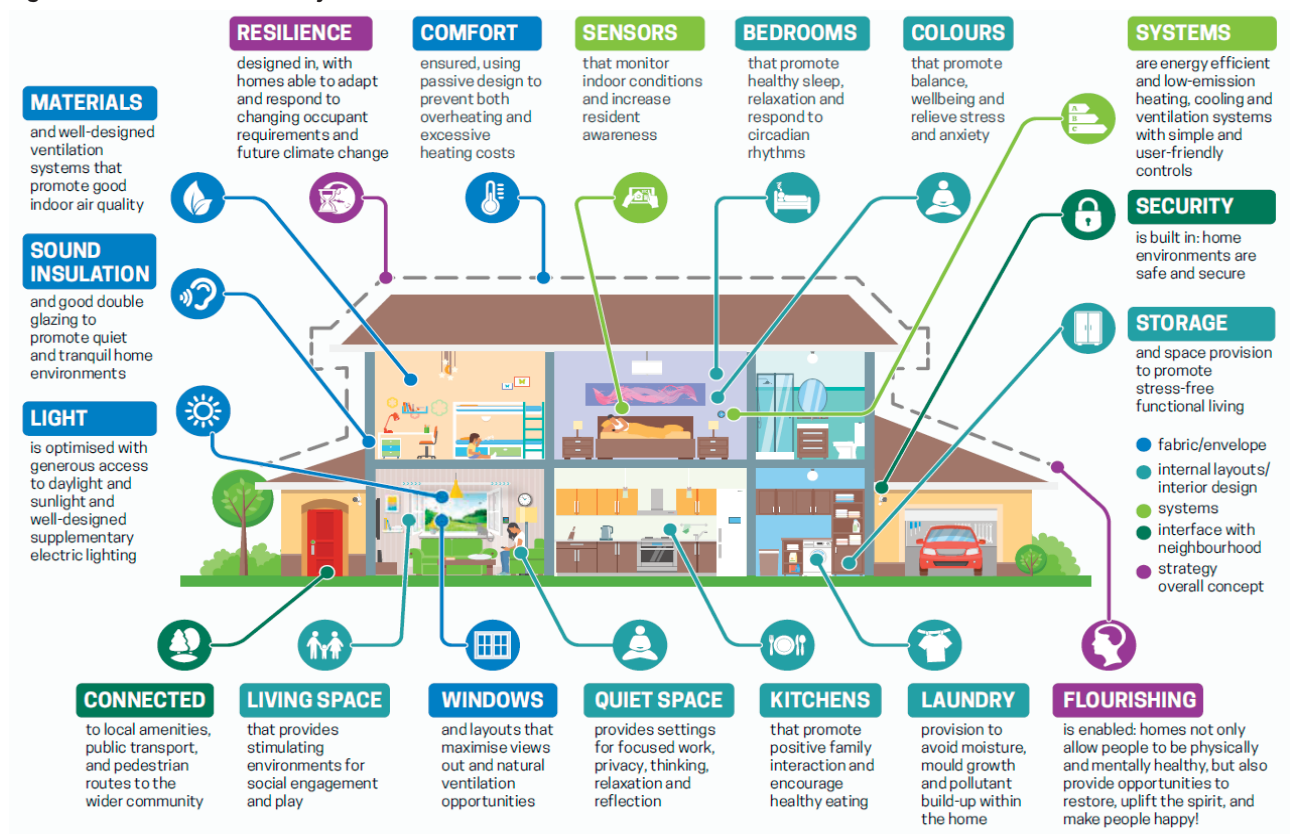 RESILIENCE
designed in, with
homes able to adapt
and respond to
changing occupant
requirements and
future climate change
COMFORT
ensured, using
passive design to
prevent both
overheating and
excessive
heating costs
SENSORS
that monitor
indoor conditions
and increase
resident
awareness
BEDROOMS
that promote
healthy sleep,
relaxation and
respond to
circadian
rhythms
COLOURS
that promote
balance,
wellbeing and
relieve stress
and anxiety
SYSTEMS
are energy efficient
and low-emission
heating, cooling and
ventilation systems
with simple and
user-friendly
controls
A
B
C
MATERIALS
and well-designed
ventilation
systems that
promote good
indoor air quality
SECURITY
is built in: home
environments are
safe and secure
SOUND
INSULATION
and good double
glazing to
promote quiet
and tranquil home
environments
STORAGE
and space provision
to promote
stress-free
functional living
LIGHT
is optimised with
generous access
to daylight and
sunlight and
well-designed
supplementary
electric lighting
fabric/envelope
internal layouts/
interior design
systems
interface with
neighbourhood
strategy
overall concept
CONNECTED
to local amenities,
public transport,
and pedestrian
routes to the
wider community
LIVING SPACE
that provides
stimulating
environments for
social engagement
and play
WINDOWS
and layouts that
maximise views
out and natural
ventilation
opportunities
QUIET SPACE
provides settings
for focused work,
privacy, thinking,
relaxation and
reflection
KITCHENS
that promote
positive family
interaction and
encourage
healthy eating
LAUNDRY
provision to
avoid moisture,
mould growth
and pollutant
build-up within
the home
FLOURISHING
is enabled: homes not only
allow people to be physically
and mentally healthy, but also
provide opportunities to
restore, uplift the spirit, and
make people happy!